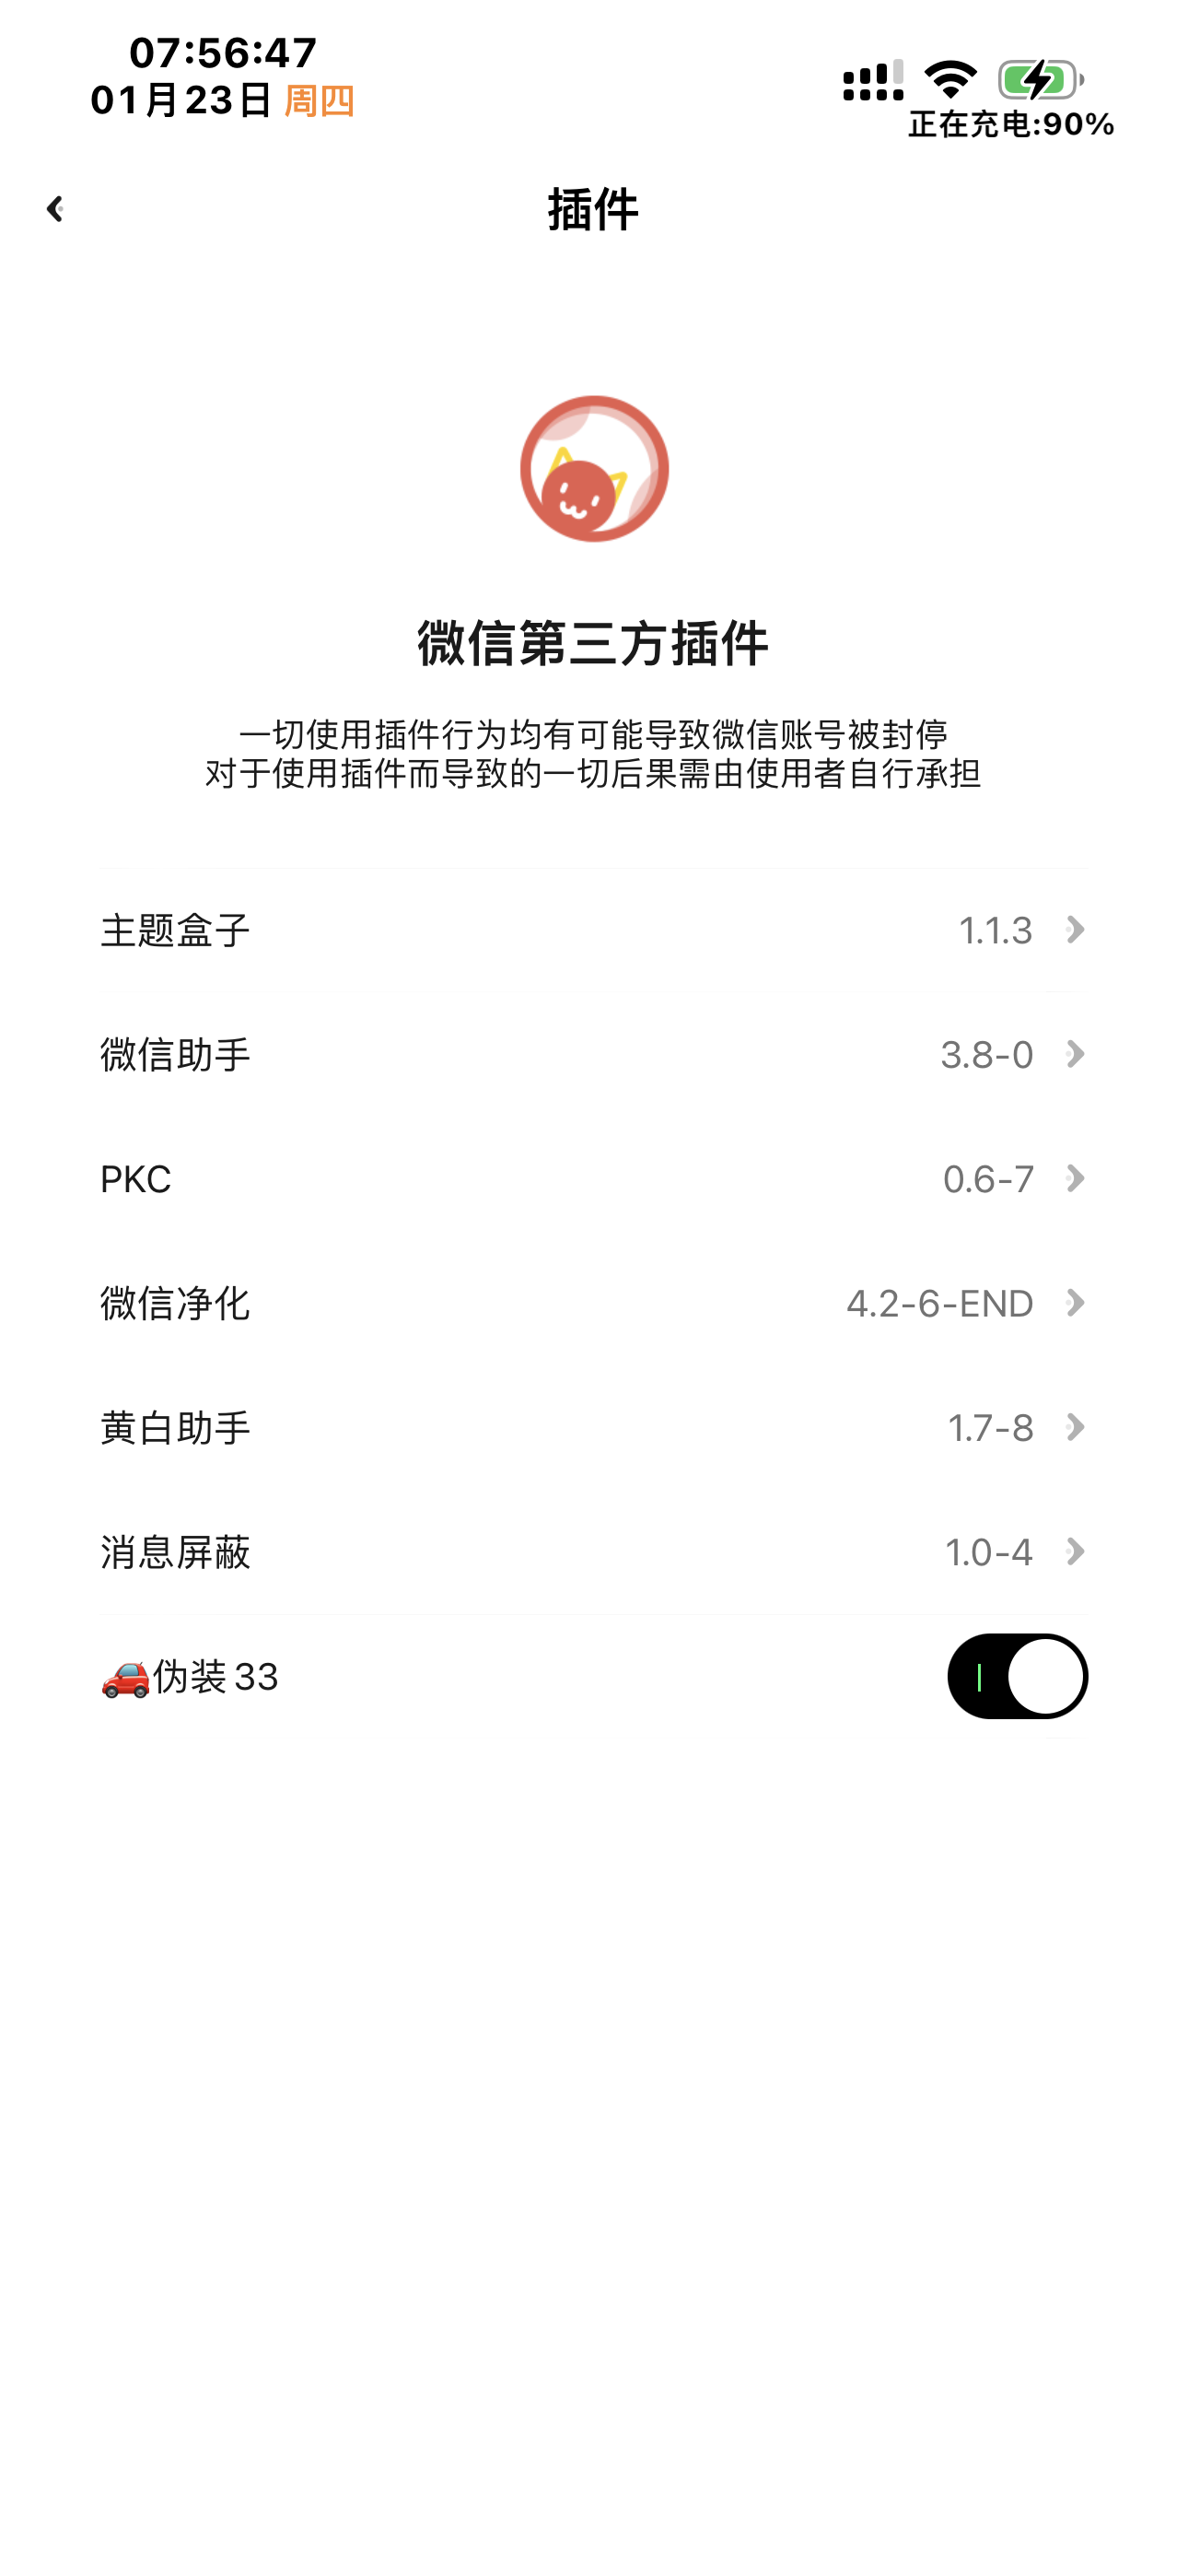 07:56:47
01月23日 周四
正在充电:90%
插件
微信第三方插件
一切使用插件行为均有可能导致微信账号被封停
对于使用插件而导致的一切后果需由使用者自行承担
主题盒子 1.1.3
微信助手 3.8-0
PKC 0.6-7
微信净化 4.2-6-END
黄白助手 1.7-8
消息屏蔽 1.0-4
🚗伪装 33